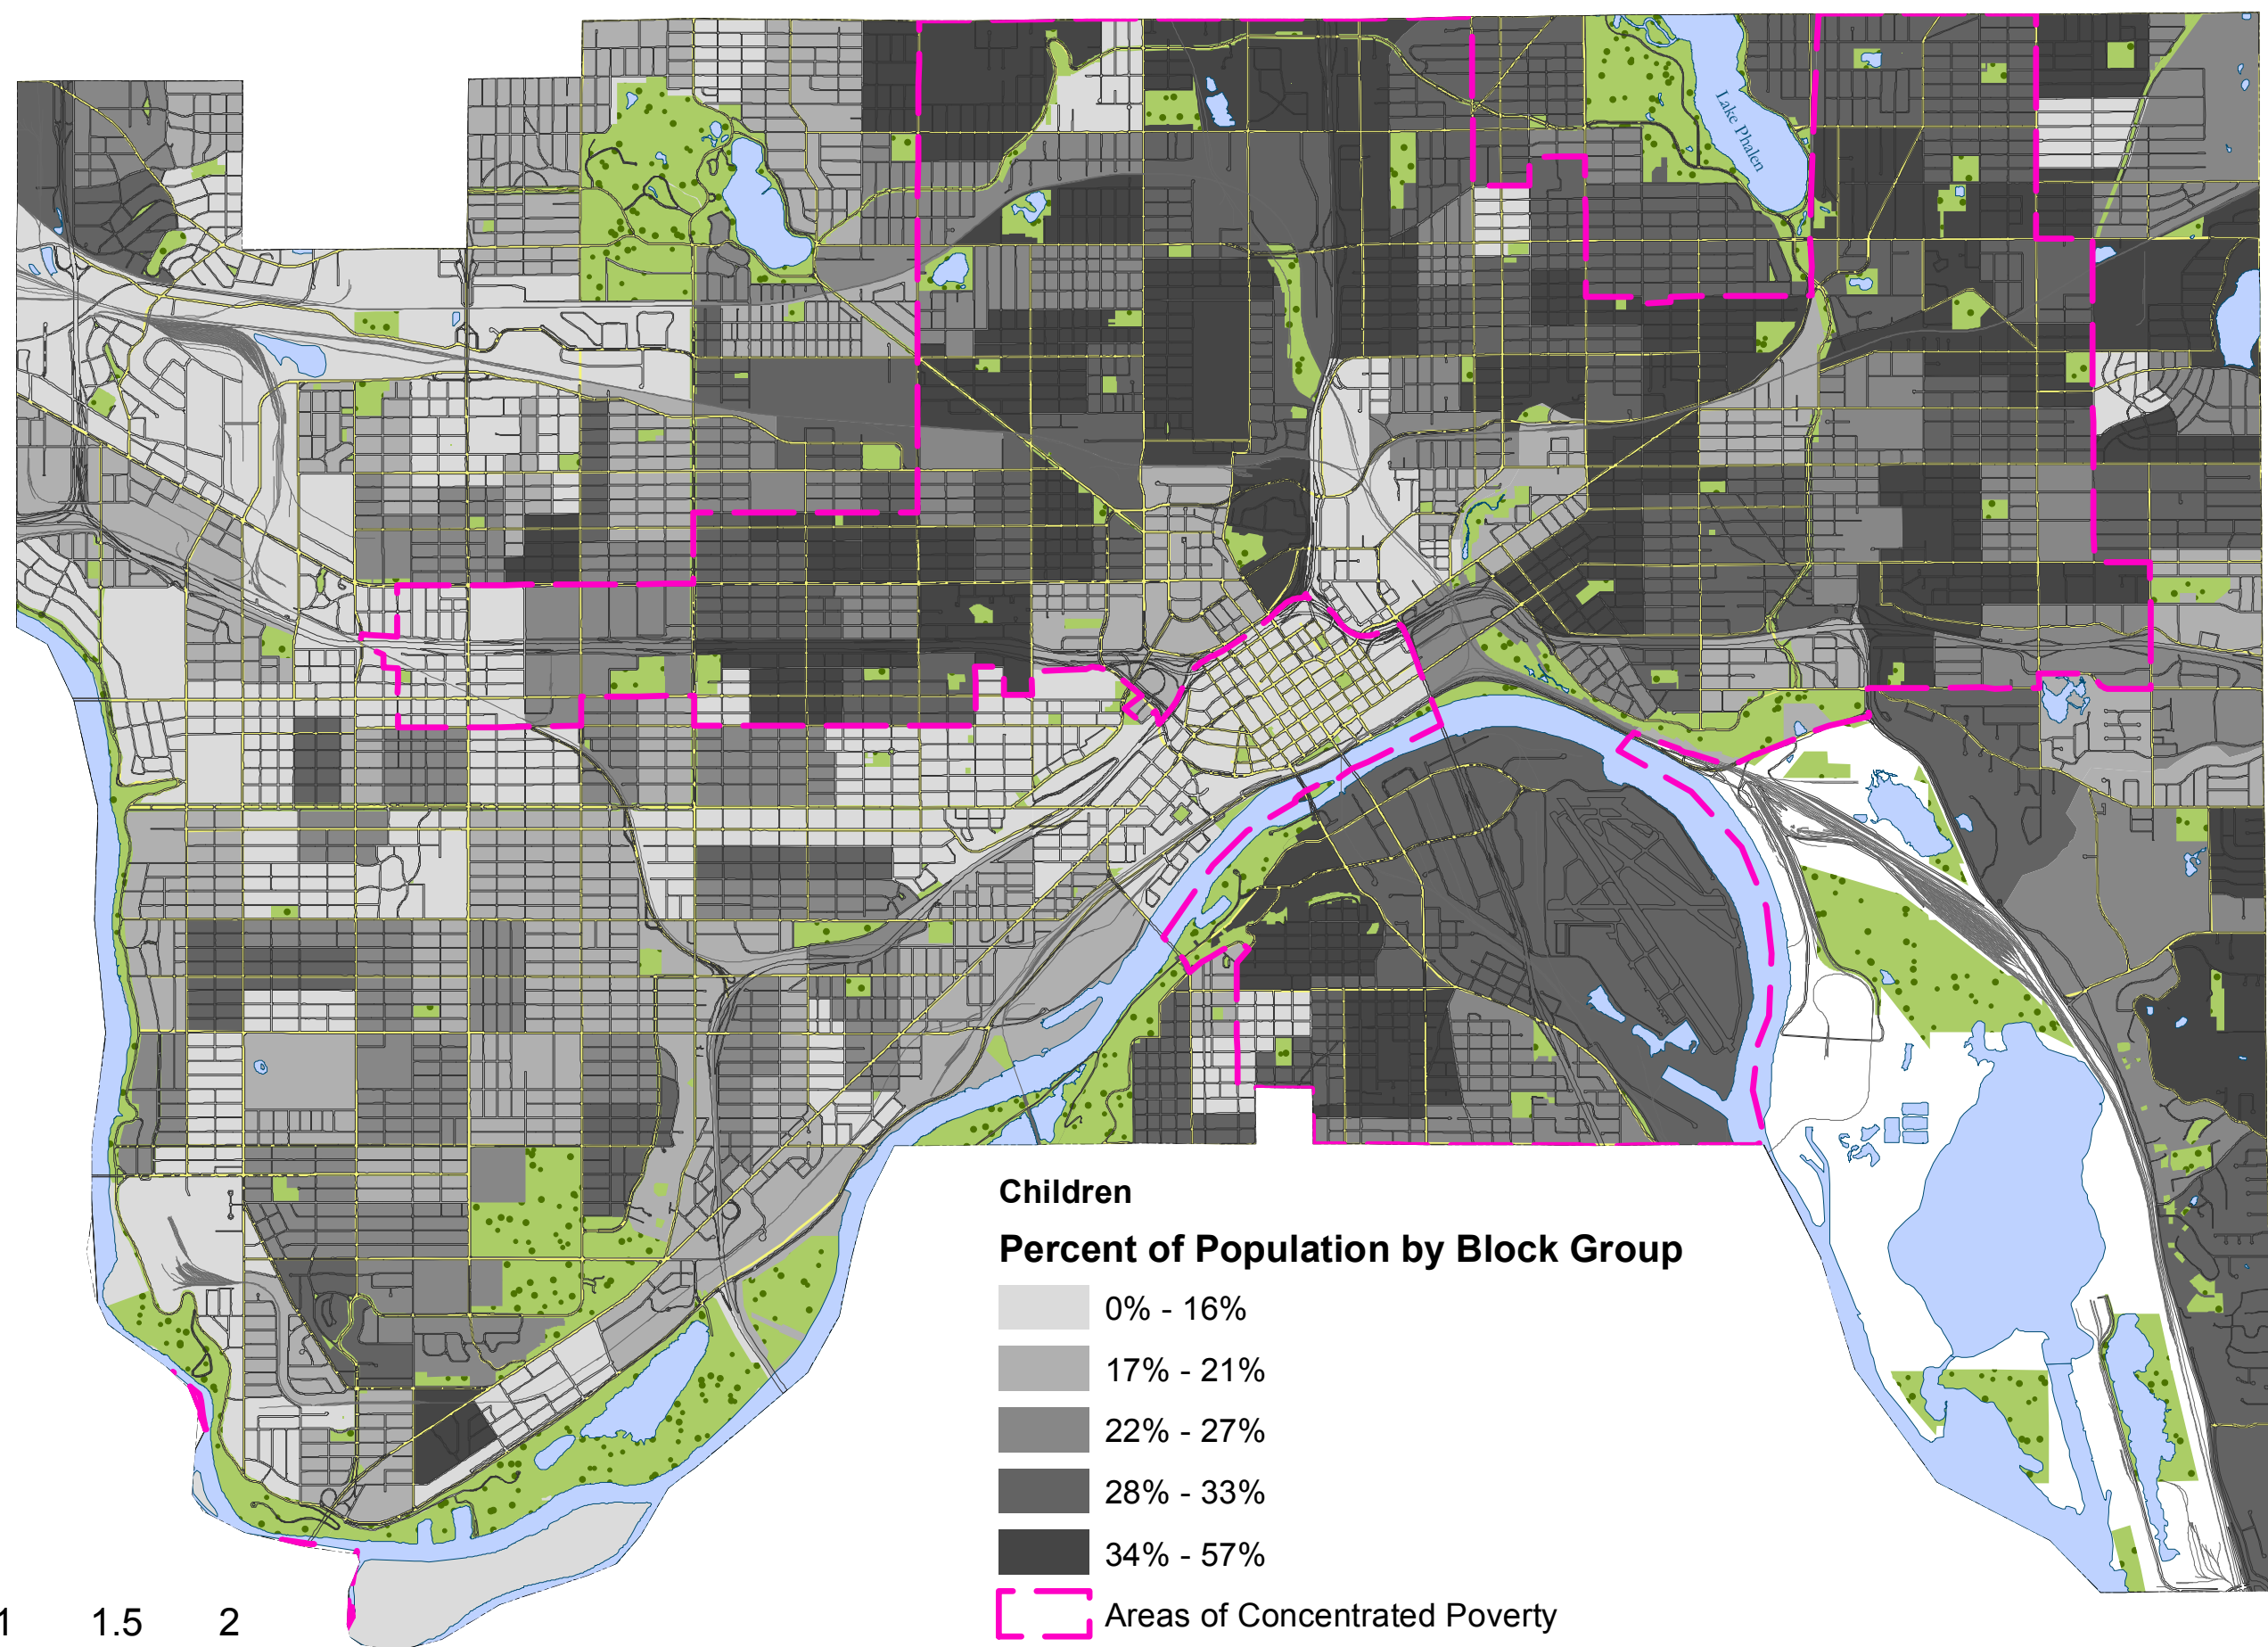 Lake Phalen
Children
Percent of Population by Block Group
0% - 16%
17% - 21%
22% - 27%
28% - 33%
34% - 57%
Areas of Concentrated Poverty
1 1.5 2